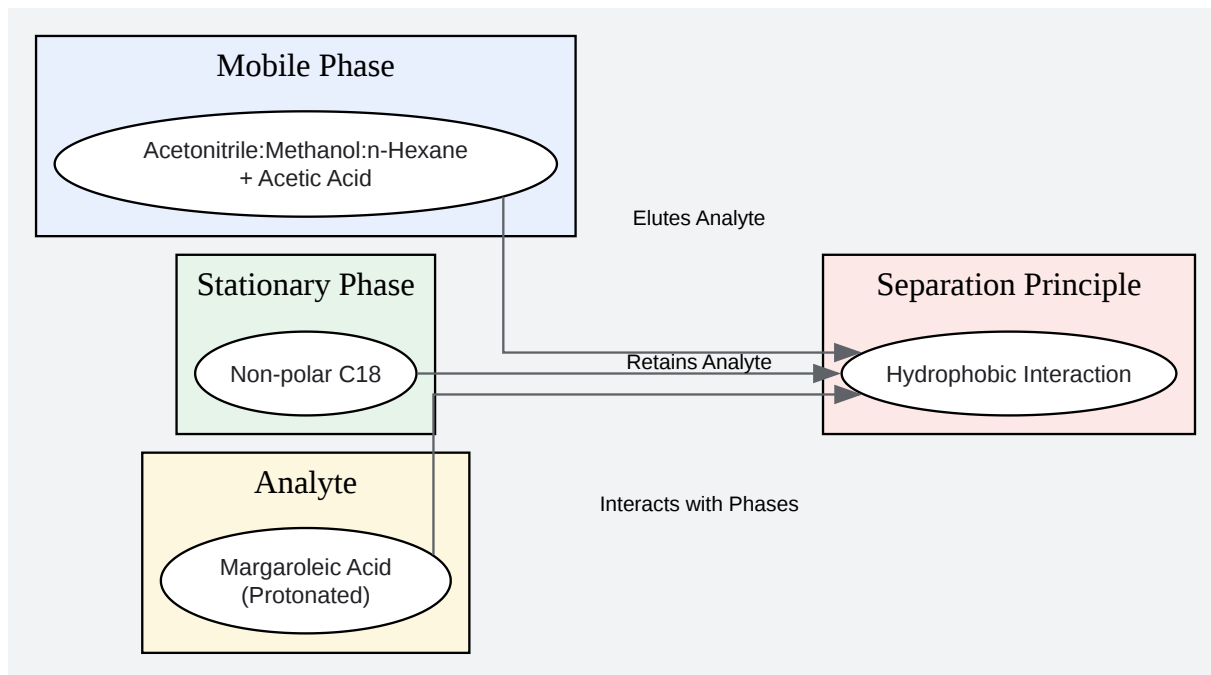 Mobile Phase
Acetonitrile:Methanol:n-Hexane
+ Acetic Acid
Elutes Analyte
Stationary Phase
Non-polar C18
Retains Analyte
Separation Principle
Hydrophobic Interaction
Analyte
Margaroleic Acid
(Protonated)
Interacts with Phases